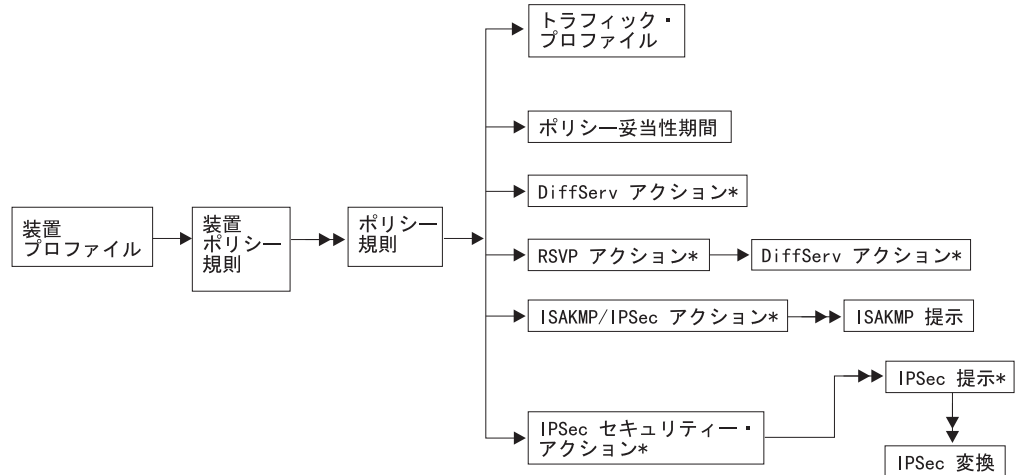 トラフィック・
プロファイル
ポリシー妥当性期間
DiffServ アクション*
装置
プロファイル
装置
ポリシー
規則
ポリシー
規則
RSVP アクション*
DiffServ アクション*
ISAKMP/IPSec アクション*
ISAKMP 提示
IPSec 提示*
IPSec セキュリティー・
アクション*
IPSec 変換